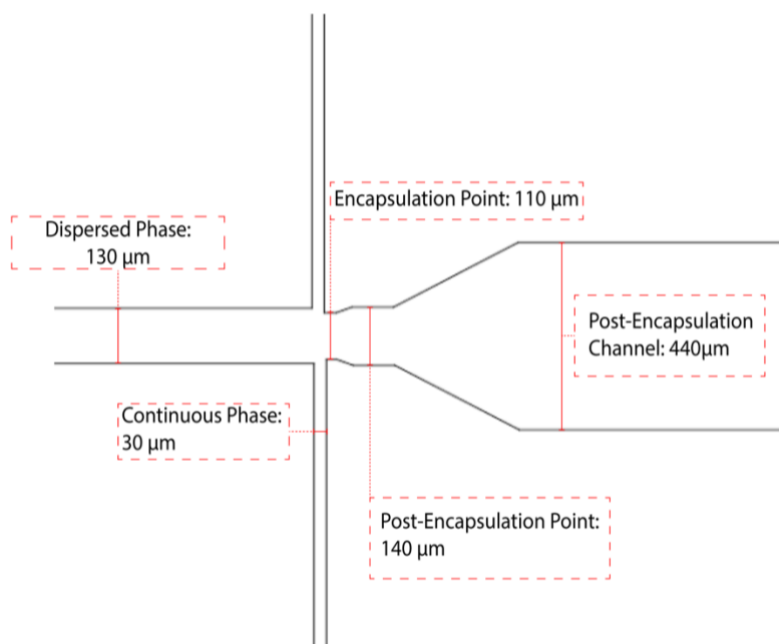 Encapsulation Point: 110 μm
Dispersed Phase:
130 μm
Post-Encapsulation
Channel: 440μm
Continuous Phase:
30 μm
Post-Encapsulation Point:
140 μm